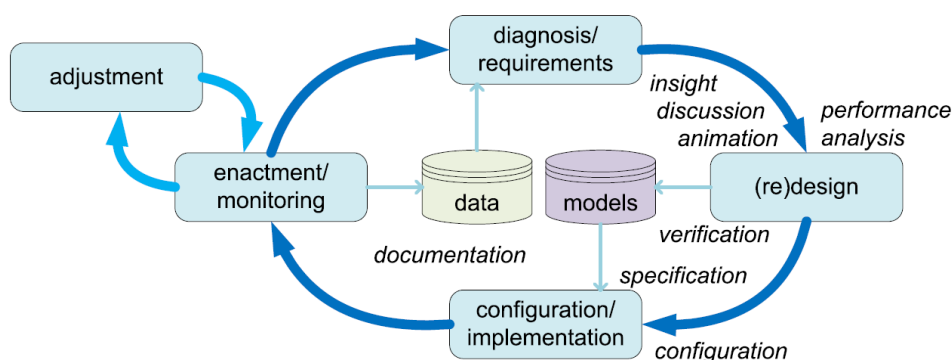 diagnosis/
requirements
adjustment
insight
discussion
animation
performance
analysis
enactment/
monitoring
data
models
(re)design
documentation
verification
specification
configuration/
implementation
configuration